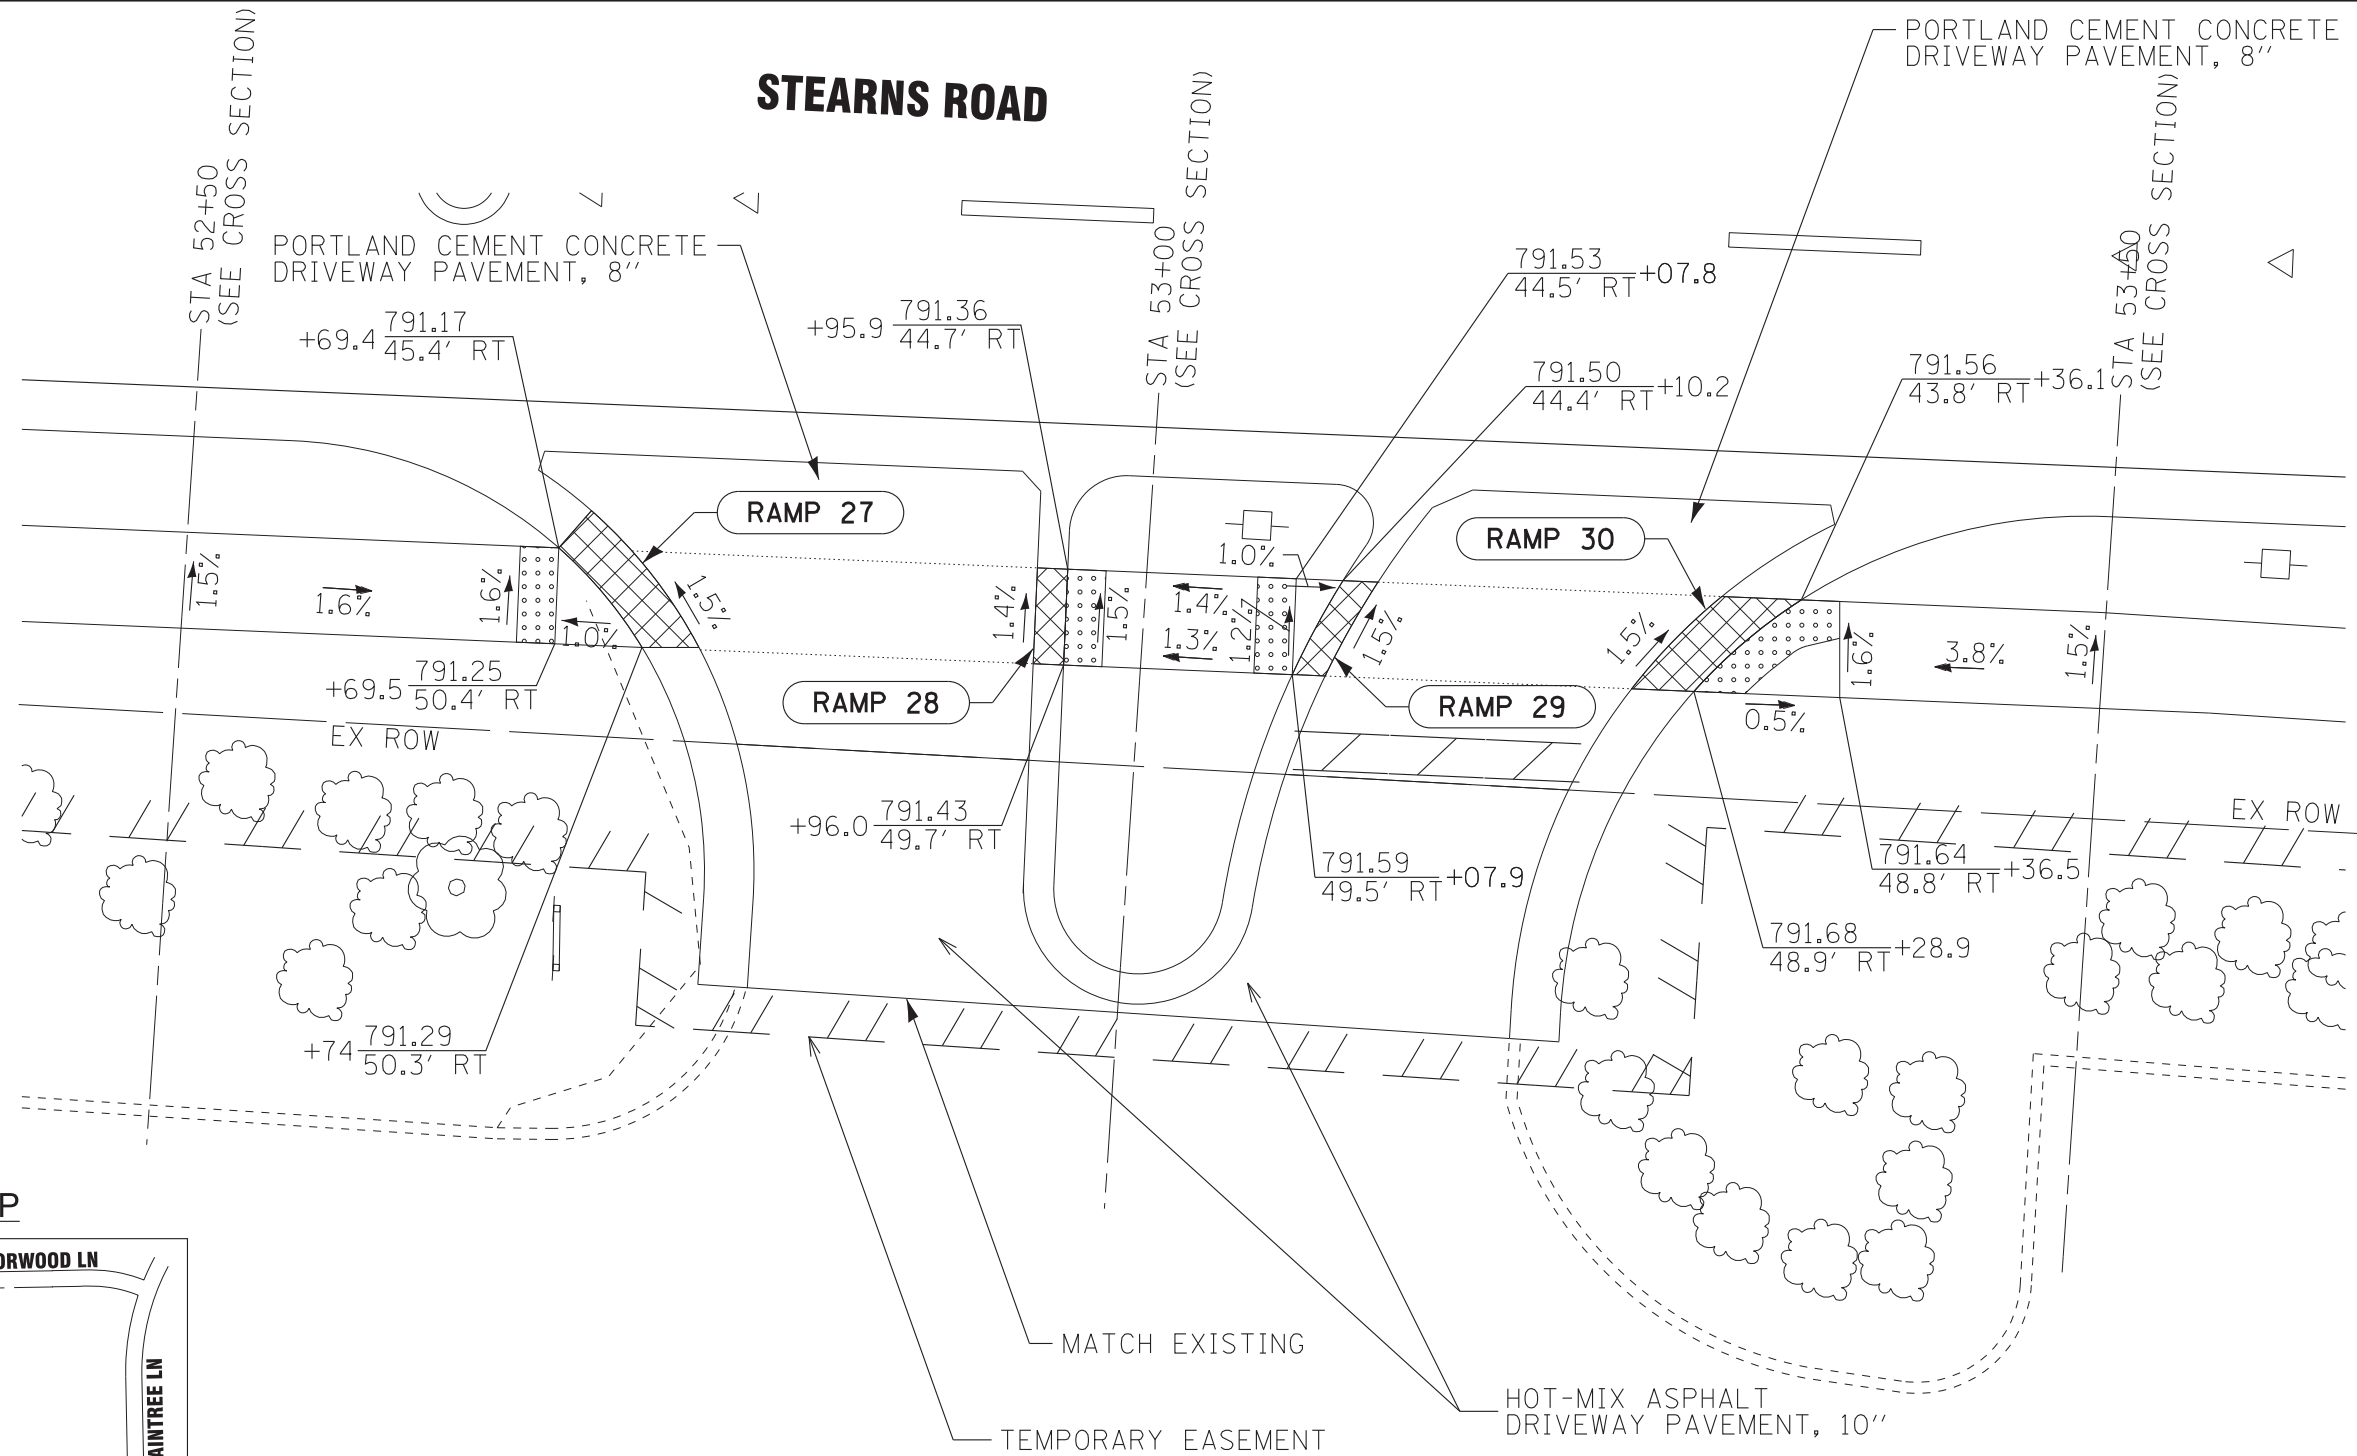 STEARNS ROAD
STA 52+50
(SEE CROSS SECTION)
STA 53+00
(SEE CROSS SECTION)
STA 53+50
(SEE CROSS SECTION)
PORTLAND CEMENT CONCRETE
DRIVEWAY PAVEMENT, 8''
PORTLAND CEMENT CONCRETE
DRIVEWAY PAVEMENT, 8''
+69.4 791.17
45.4' RT
+95.9 791.36
44.7' RT
791.53 +07.8
44.5' RT
791.50 +10.2
44.4' RT
791.56 +36.1
43.8' RT
RAMP 27
RAMP 30
1.5%
1.6%
1.6%
1.0%
1.5%
1.4%
1.5%
1.0%
1.4%
1.3%
1.5%
1.5%
1.6%
3.8%
1.5%
0.5%
RAMP 28
RAMP 29
+69.5 791.25
50.4' RT
EX ROW
+96.0 791.43
49.7' RT
791.59 +07.9
49.5' RT
791.64 +36.5
48.8' RT
EX ROW
791.68 +28.9
48.9' RT
+74 791.29
50.3' RT
P
ORWOOD LN
AINTREE LN
MATCH EXISTING
TEMPORARY EASEMENT
HOT-MIX ASPHALT
DRIVEWAY PAVEMENT, 10''